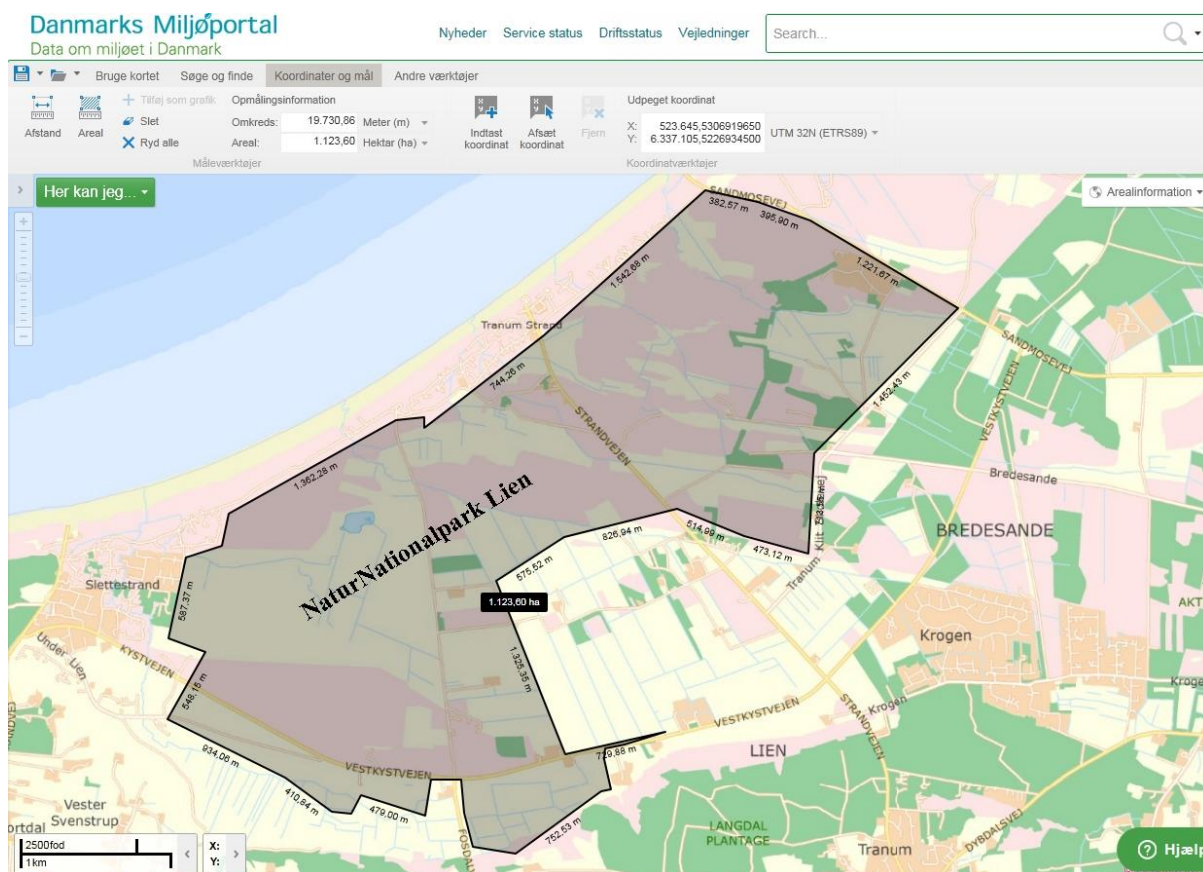 Danmarks Miljøportal
Data om miljøet i Danmark
Nyheder Service status Driftsstatus Vejledninger
Search...
Bruge kortet Søge og finde Koordinater og mål Andre værktøjer
Afstand
Areal
Tilføj som grafik
Slet
Ryd alle
Opmålingsinformation
Omkreds: 19.730,86 Meter (m)
Areal: 1.123,60 Hektar (ha)
Måleværktøjer
Indtast koordinat
Afsæt koordinat
Fjern
Udpeget koordinat
X: 523.645,5306919650
Y: 6.337.105,5226934500
UTM 32N (ETRS89)
Koordinatværktøjer
Her kan jeg...
Arealinformation
SANDMOSEVEJ
382,57 m
395,90 m
1.221,67 m
1.542,68 m
Tranum Strand
744,26 m
SANDMOSEVEJ
1.452,43 m
VESTKYSTVEJEN
STRANDVEJEN
1.362,28 m
Bredesande
NaturNationalpark Lien
BREDESANDE
514,99 m
826,94 m
473,12 m
Tranum Klit
575,52 m
Slettestrand
587,37 m
1.123,60 ha
AKT
Krogen
Under Lien
KYSTVEJEN
1.325,35 m
548,15 m
Krogen
Kroge
STRANDVEJEN
VESTKYSTVEJEN
LIEN
729,88 m
934,06 m
VESTKYSTVEJEN
410,84 m
479,00 m
752,53 m
FOSDAL
Vester
Svenstrup
ortdal
LANGDAL
PLANTAGE
Tranum
DYBDALSVEJ
2500fod
1km
X:
Y:
Hjælp